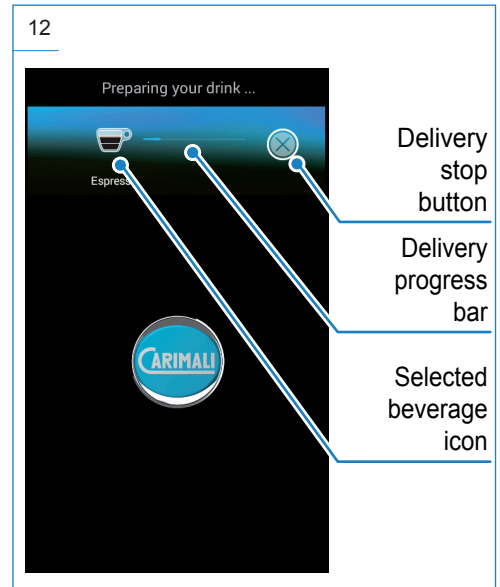 12
Preparing your drink ...
Espress
CARIMALI
Delivery
stop
button
Delivery
progress
bar
Selected
beverage
icon